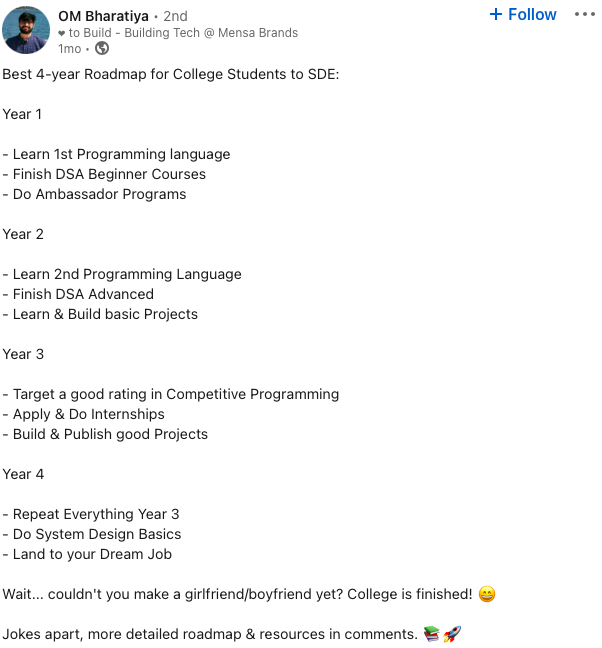 OM Bharatiya • 2nd
+ Follow
♥ to Build - Building Tech @ Mensa Brands
1mo •
Best 4-year Roadmap for College Students to SDE:
Year 1
- Learn 1st Programming language
- Finish DSA Beginner Courses
- Do Ambassador Programs
Year 2
- Learn 2nd Programming Language
- Finish DSA Advanced
- Learn & Build basic Projects
Year 3
- Target a good rating in Competitive Programming
- Apply & Do Internships
- Build & Publish good Projects
Year 4
- Repeat Everything Year 3
- Do System Design Basics
- Land to your Dream Job
Wait... couldn't you make a girlfriend/boyfriend yet? College is finished! 😄
Jokes apart, more detailed roadmap & resources in comments. 📚🚀